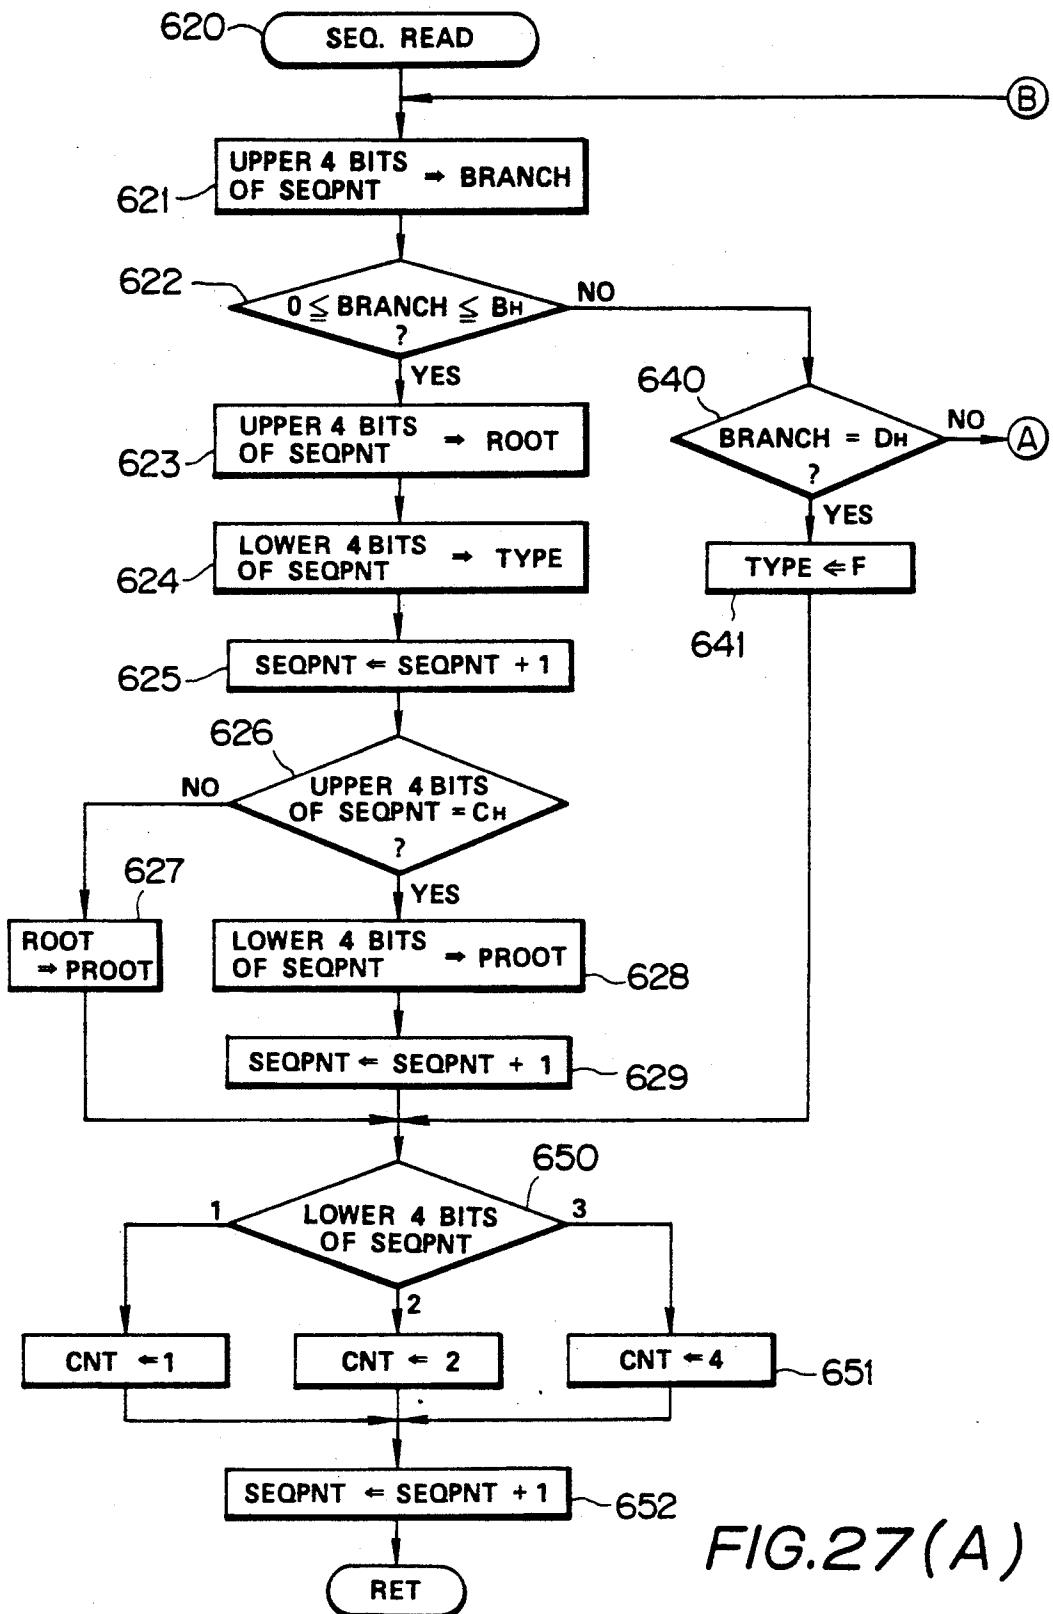 620
SEQ. READ
B
UPPER 4 BITS
OF SEQPNT ⇒ BRANCH
621
622
0 ≦ BRANCH ≦ BH
?
NO
YES
640
BRANCH = DH
?
NO
A
YES
UPPER 4 BITS
OF SEQPNT ⇒ ROOT
623
LOWER 4 BITS
OF SEQPNT ⇒ TYPE
624
TYPE ⇐ F
641
SEQPNT ⇐ SEQPNT + 1
625
626
UPPER 4 BITS
OF SEQPNT = CH
?
NO
YES
627
ROOT
⇒ PROOT
LOWER 4 BITS
OF SEQPNT ⇒ PROOT
628
SEQPNT ⇐ SEQPNT + 1
629
650
1
LOWER 4 BITS
OF SEQPNT
3
2
CNT ⇐ 1
CNT ⇐ 2
CNT ⇐ 4
651
SEQPNT ⇐ SEQPNT + 1
652
RET
FIG.27(A)